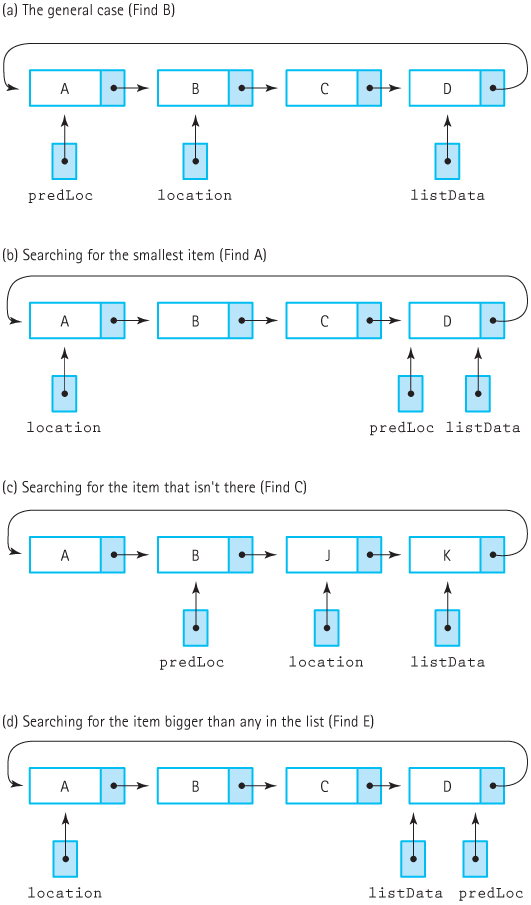 (a) The general case (Find B)
A B C D
predLoc location listData
(b) Searching for the smallest item (Find A)
A B C D
location predLoc listData
(c) Searching for the item that isn't there (Find C)
A B J K
predLoc location listData
(d) Searching for the item bigger than any in the list (Find E)
A B C D
location listData predLoc